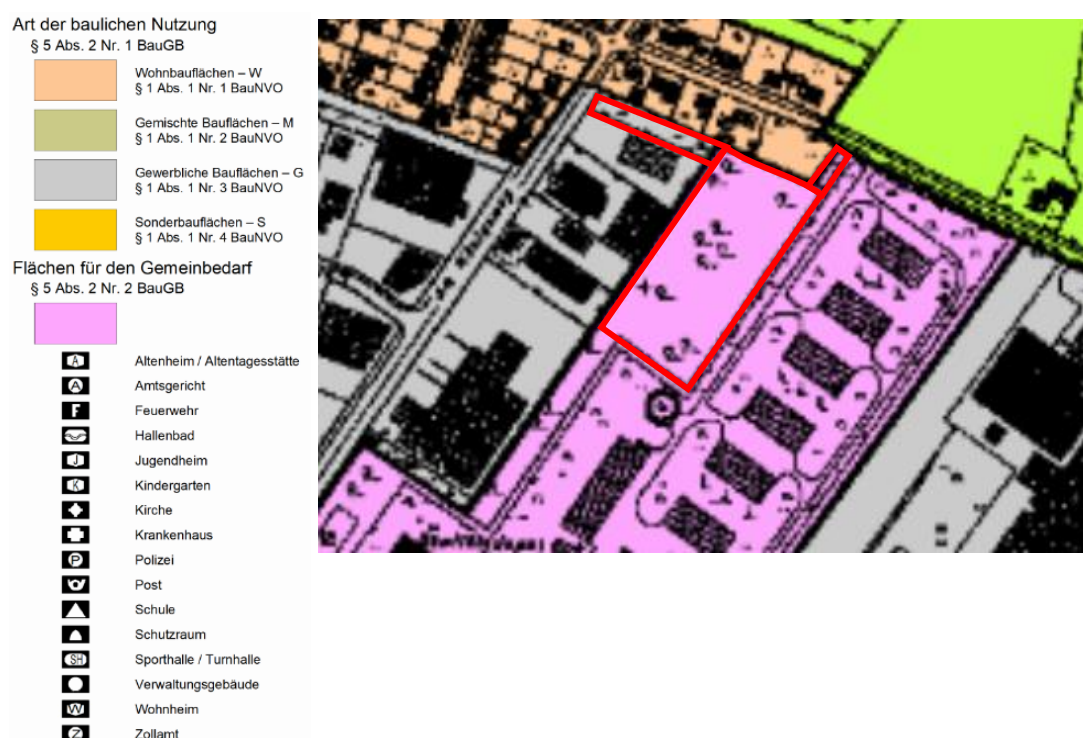 Art der baulichen Nutzung
§ 5 Abs. 2 Nr. 1 BauGB
Wohnbauflächen – W
§ 1 Abs. 1 Nr. 1 BauNVO
Gemischte Bauflächen – M
§ 1 Abs. 1 Nr. 2 BauNVO
Gewerbliche Bauflächen – G
§ 1 Abs. 1 Nr. 3 BauNVO
Sonderbauflächen – S
§ 1 Abs. 1 Nr. 4 BauNVO
Flächen für den Gemeinbedarf
§ 5 Abs. 2 Nr. 2 BauGB
A Altenheim / Altentagesstätte
A Amtsgericht
F Feuerwehr
Hallenbad
J Jugendheim
K Kindergarten
Kirche
Krankenhaus
P Polizei
Post
Schule
Schutzraum
SH Sporthalle / Turnhalle
Verwaltungsgebäude
W Wohnheim
Z Zollamt